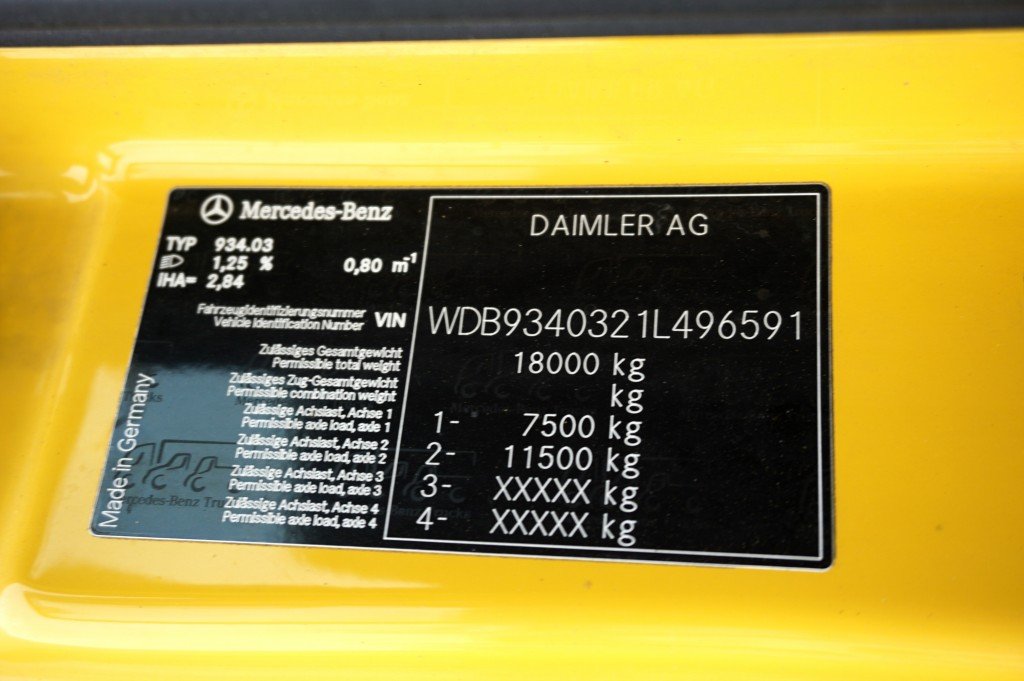 Mercedes-Benz
TYP 934.03
1,25 % 0,80 m-1
IHA= 2,84
Fahrzeugidentifizierungsnummer
Vehicle Identification Number VIN
Zulässiges Gesamtgewicht
Permissible total weight
Zulässiges Zug-Gesamtgewicht
Permissible combination weight
Zulässige Achslast, Achse 1
Permissible axle load, axle 1
Zulässige Achslast, Achse 2
Permissible axle load, axle 2
Zulässige Achslast, Achse 3
Permissible axle load, axle 3
Zulässige Achslast, Achse 4
Permissible axle load, axle 4
Made in Germany
DAIMLER AG
WDB9340321L496591
18000 kg
kg
1- 7500 kg
2- 11500 kg
3- XXXXX kg
4- XXXXX kg